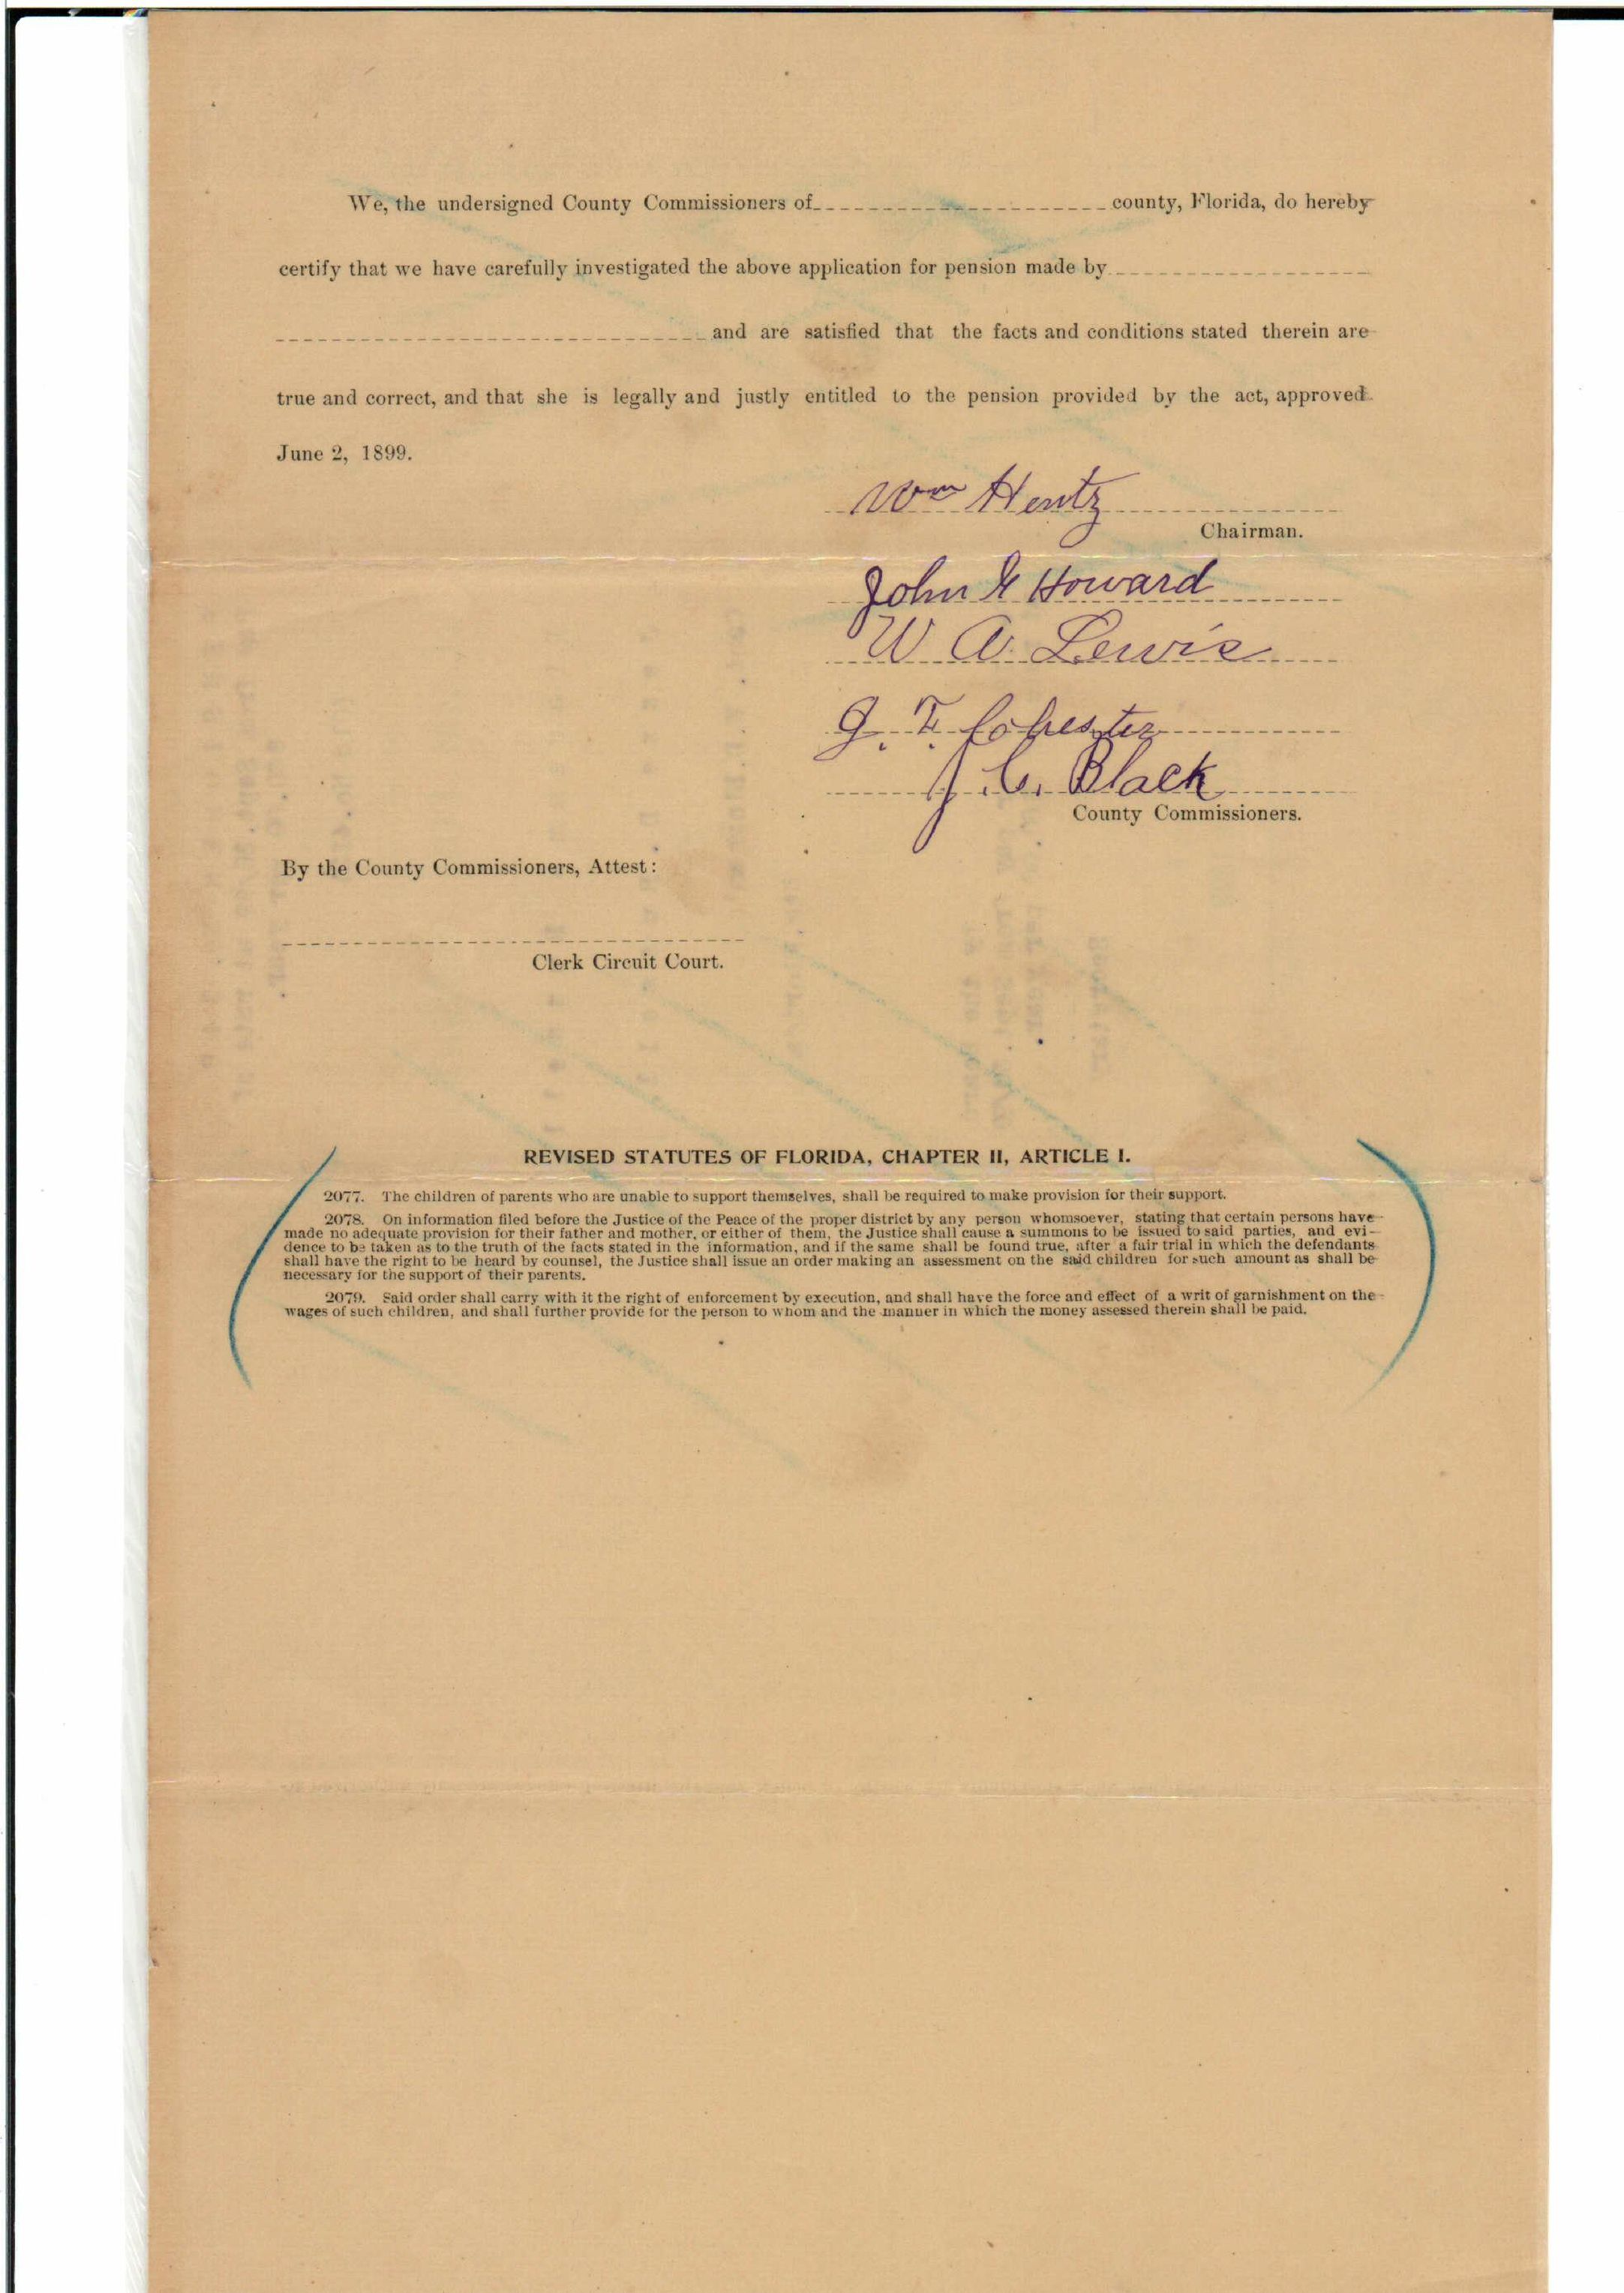 We, the undersigned County Commissioners of county, Florida, do hereby
certify that we have carefully investigated the above application for pension made by
and are satisfied that the facts and conditions stated therein are
true and correct, and that she is legally and justly entitled to the pension provided by the act, approved
June 2, 1899.
Wm Hentz
Chairman.
John Howard
W A. Lewis
J. F.
J. C. Black
County Commissioners.
By the County Commissioners, Attest:
Clerk Circuit Court.
REVISED STATUTES OF FLORIDA, CHAPTER II, ARTICLE I.
2077. The children of parents who are unable to support themselves, shall be required to make provision for their support.
2078. On information filed before the Justice of the Peace of the proper district by any person whomsoever, stating that certain persons have
made no adequate provision for their father and mother, or either of them, the Justice shall cause a summons to be issued to said parties, and evi-
dence to be taken as to the truth of the facts stated in the information, and if the same shall be found true, after a fair trial in which the defendants
shall have the right to be heard by counsel, the Justice shall issue an order making an assessment on the said children for such amount as shall be
necessary for the support of their parents.
2079. Said order shall carry with it the right of enforcement by execution, and shall have the force and effect of a writ of garnishment on the
wages of such children, and shall further provide for the person to whom and the manner in which the money assessed therein shall be paid.